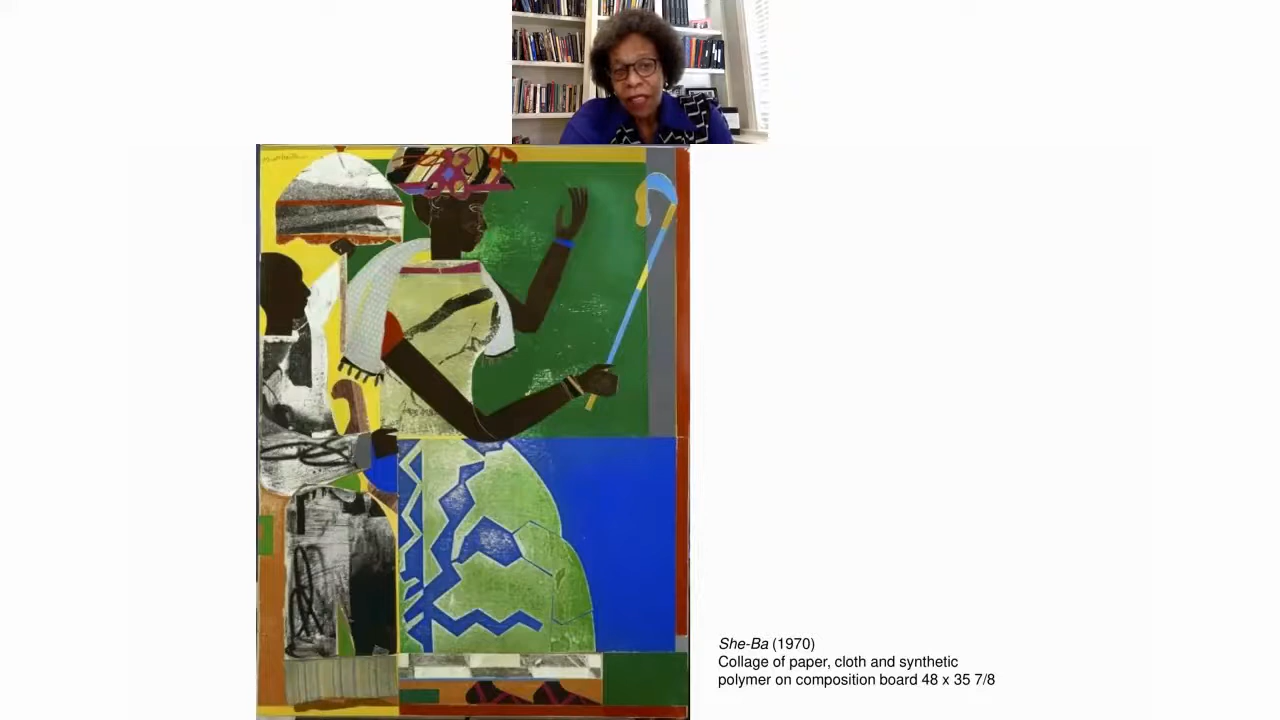 She-Ba (1970)
Collage of paper, cloth and synthetic
polymer on composition board 48 x 35 7/8